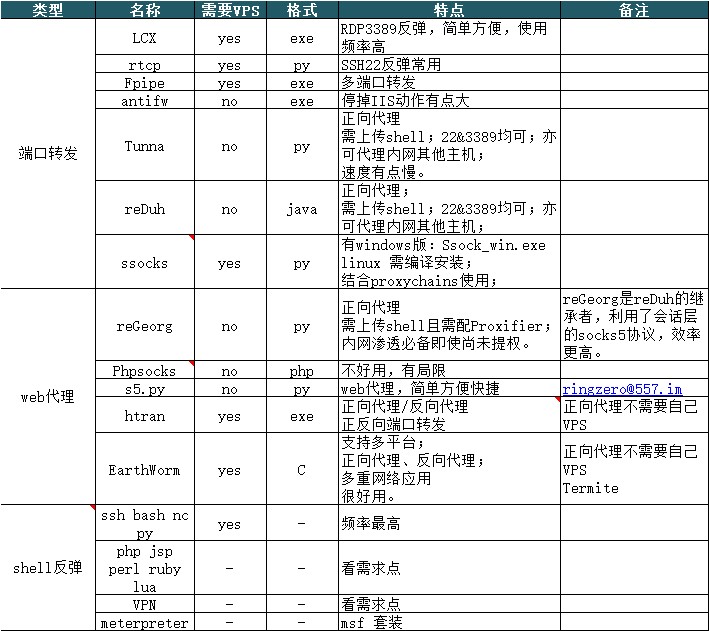 类型 名称 需要VPS 格式 特点 备注
端口转发
LCX yes exe RDP3389反弹，简单方便，使用
频率高
rtcp yes py SSH22反弹常用
Fpipe yes exe 多端口转发
antifw no exe 停掉IIS动作有点大
Tunna no py 正向代理
需上传shell；22&3389均可；亦
可代理内网其他主机；
速度有点慢。
reDuh no java 正向代理；
需上传shell；22&3389均可；亦
可代理内网其他主机；
ssocks yes py 有windows版：Ssock_win.exe
linux 需编译安装；
结合proxychains使用；
web代理
reGeorg no py 正向代理
需上传shell且需配Proxifier；
内网渗透必备即使尚未提权。
reGeorg是reDuh的继
承者，利用了会话层
的socks5协议，效率
更高。
Phpsocks no php 不好用，有局限
s5.py no py web代理，简单方便快捷 ringzero@557.im
htran yes exe 正向代理/反向代理
正反向端口转发
正向代理不需要自己
VPS
EarthWorm yes C 支持多平台；
正向代理、反向代理；
多重网络应用
很好用。
正向代理不需要自己
VPS
Termite
shell反弹
ssh bash nc
py
yes - 频率最高
php jsp
perl ruby
lua
- - 看需求点
VPN - - 看需求点
meterpreter - - msf 套装